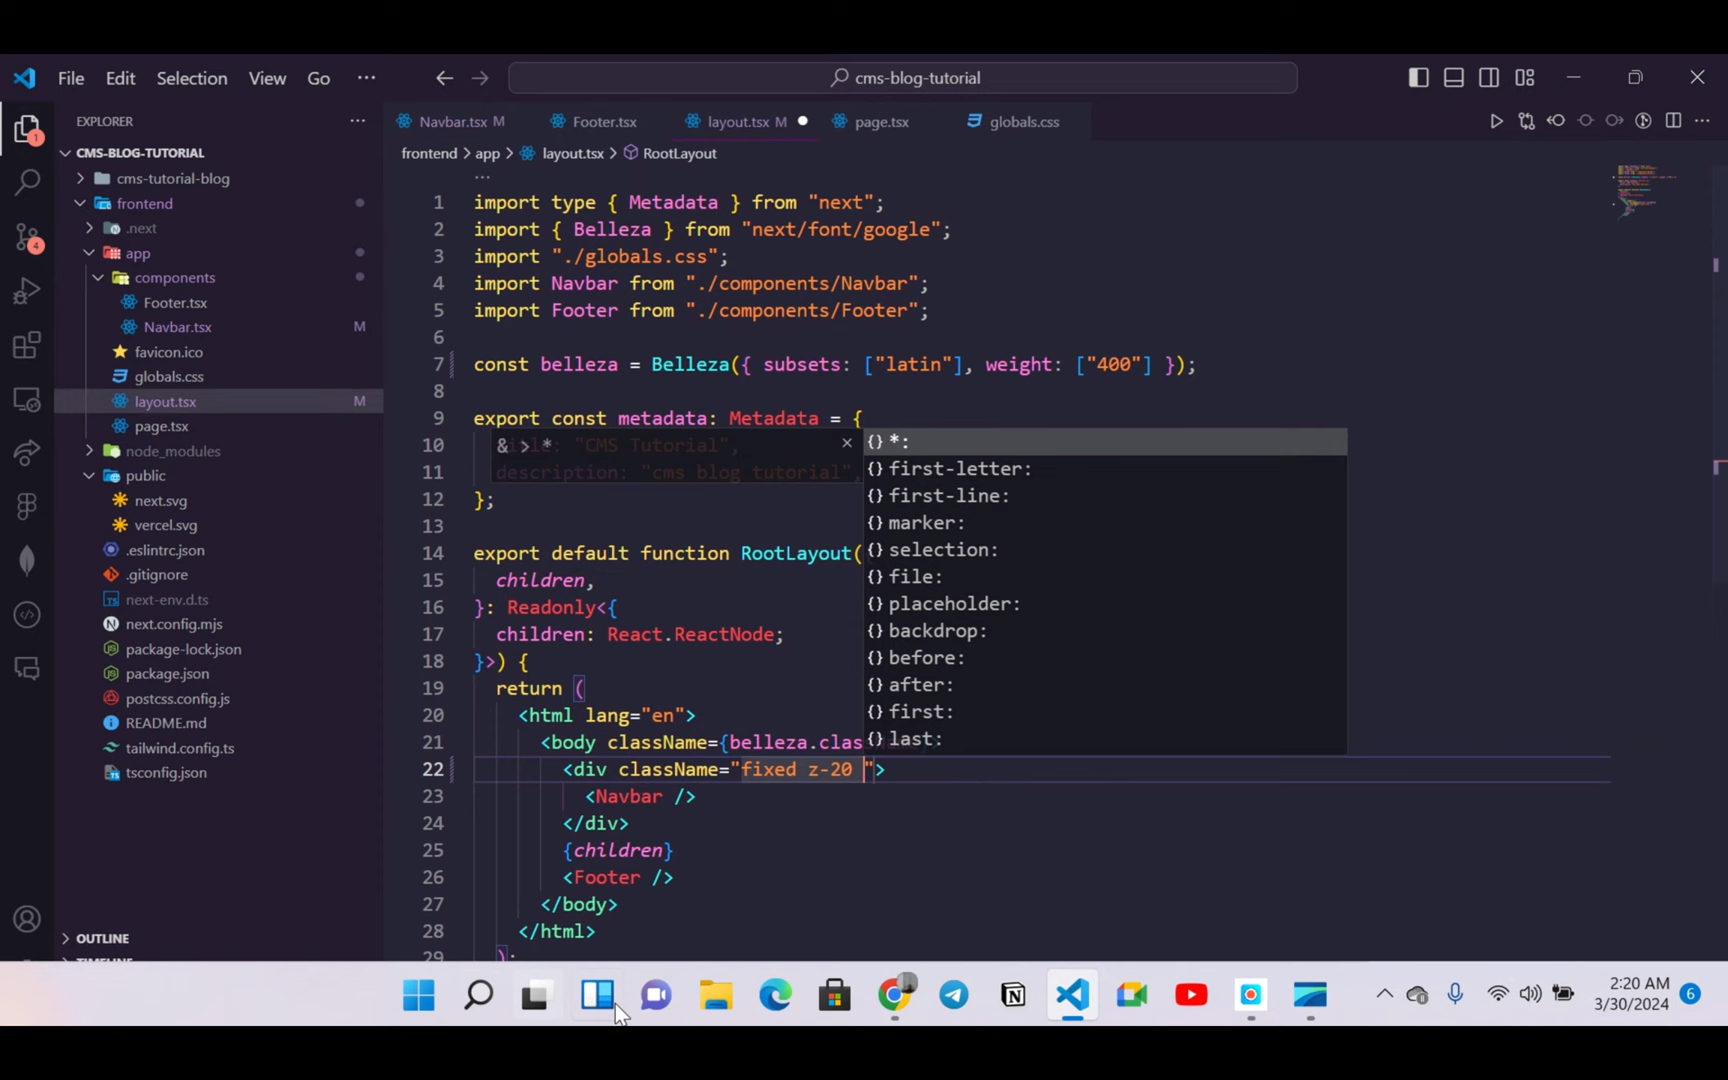 File Edit Selection View Go
cms-blog-tutorial
EXPLORER
CMS-BLOG-TUTORIAL
cms-tutorial-blog
frontend
.next
app
components
Footer.tsx
Navbar.tsx M
favicon.ico
globals.css
layout.tsx M
page.tsx
node_modules
public
next.svg
vercel.svg
.eslintrc.json
.gitignore
next-env.d.ts
next.config.mjs
package-lock.json
package.json
postcss.config.js
README.md
tailwind.config.ts
tsconfig.json
OUTLINE
TIMELINE
1
4
Navbar.tsx M Footer.tsx layout.tsx M page.tsx globals.css
frontend > app > layout.tsx > RootLayout
1 import type { Metadata } from "next";
2 import { Belleza } from "next/font/google";
3 import "./globals.css";
4 import Navbar from "./components/Navbar";
5 import Footer from "./components/Footer";
6
7 const belleza = Belleza({ subsets: ["latin"], weight: ["400"] });
8
9 export const metadata: Metadata = {
10 title: "CMS Tutorial",
11 description: "cms blog tutorial",
12 };
13
14 export default function RootLayout(
15 children,
16 }: Readonly<{
17 children: React.ReactNode;
18 }>) {
19 return (
20 <html lang="en">
21 <body className={belleza.clas
22 <div className="fixed z-20 ">
23 <Navbar />
24 </div>
25 {children}
26 <Footer />
27 </body>
28 </html>
29 );
& > *
{} *:
{} first-letter:
{} first-line:
{} marker:
{} selection:
{} file:
{} placeholder:
{} backdrop:
{} before:
{} after:
{} first:
{} last:
2:20 AM
3/30/2024
6